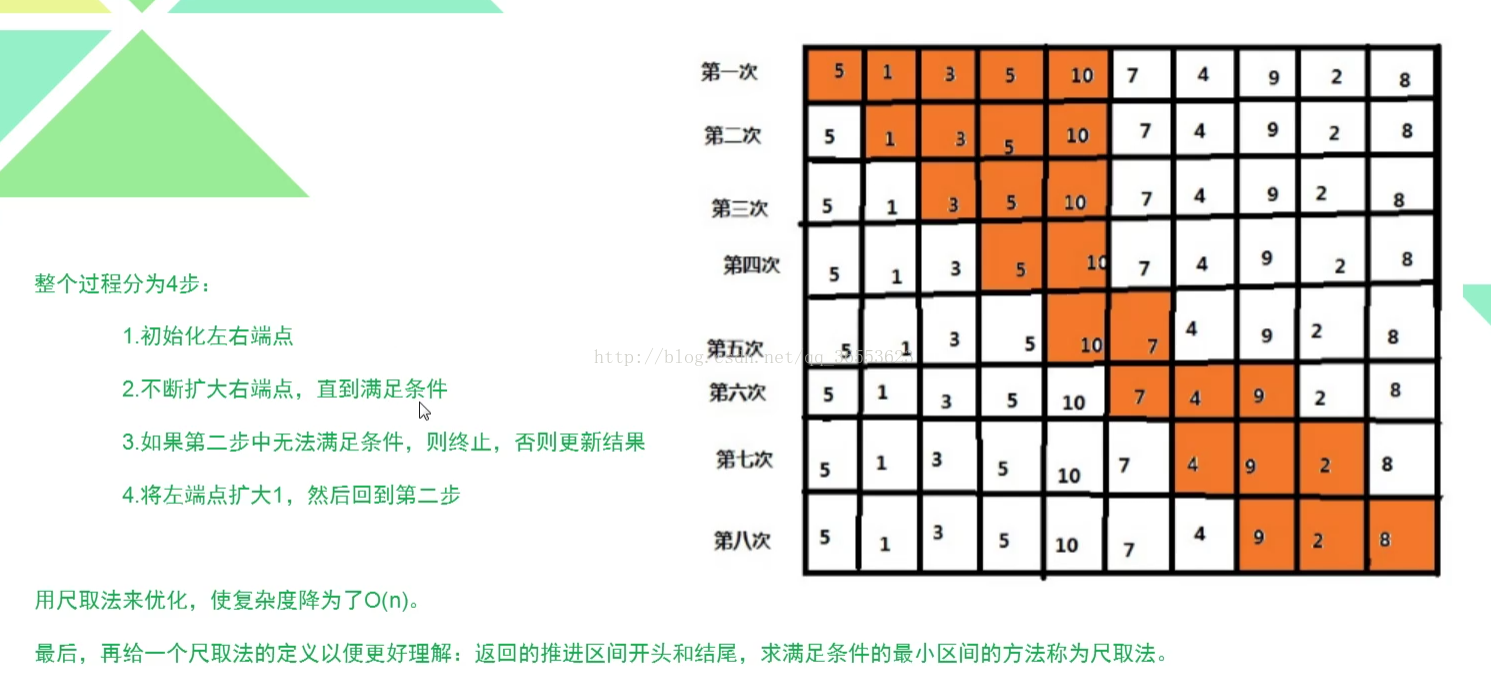 第一次 5 1 3 5 10 7 4 9 2 8
第二次 5 1 3 5 10 7 4 9 2 8
第三次 5 1 3 5 10 7 4 9 2 8
第四次 5 1 3 5 10 7 4 9 2 8
第五次 5 1 3 5 10 7 4 9 2 8
第六次 5 1 3 5 10 7 4 9 2 8
第七次 5 1 3 5 10 7 4 9 2 8
第八次 5 1 3 5 10 7 4 9 2 8
整个过程分为4步：
1.初始化左右端点
2.不断扩大右端点，直到满足条件
3.如果第二步中无法满足条件，则终止，否则更新结果
4.将左端点扩大1，然后回到第二步
用尺取法来优化，使复杂度降为了O(n)。
最后，再给一个尺取法的定义以便更好理解：返回的推进区间开头和结尾，求满足条件的最小区间的方法称为尺取法。